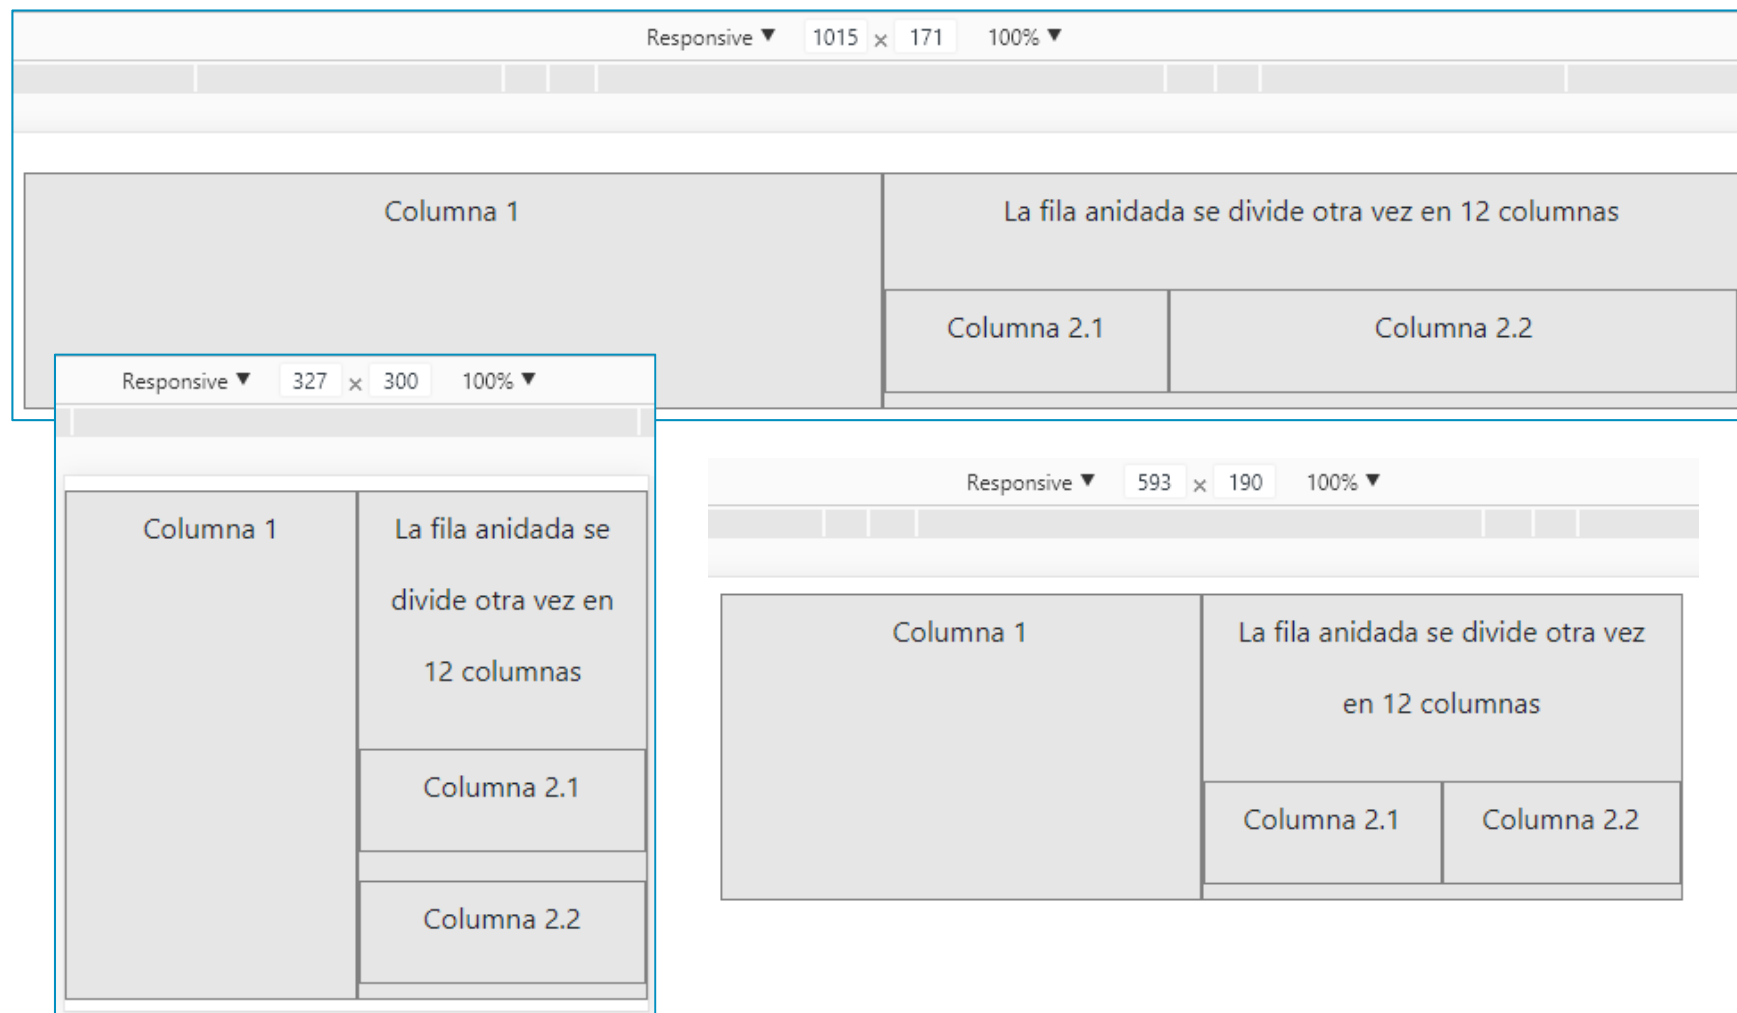 Responsive ▼ 1015 × 171 100% ▼
Columna 1
La fila anidada se divide otra vez en 12 columnas
Columna 2.1
Columna 2.2
Responsive ▼ 327 × 300 100% ▼
Columna 1
La fila anidada se
divide otra vez en
12 columnas
Columna 2.1
Columna 2.2
Responsive ▼ 593 × 190 100% ▼
Columna 1
La fila anidada se divide otra vez
en 12 columnas
Columna 2.1
Columna 2.2